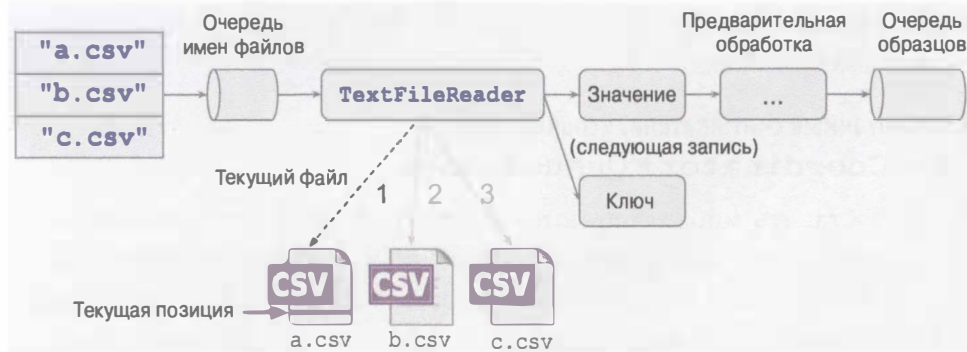 Очередь
имен файлов
Предварительная
обработка
Очередь
образцов
"a.csv"
"b.csv"
"c.csv"
TextFileReader
Значение
...
(следующая запись)
Ключ
Текущий файл
1
2
3
CSV
CSV
CSV
Текущая позиция
a.csv
b.csv
c.csv